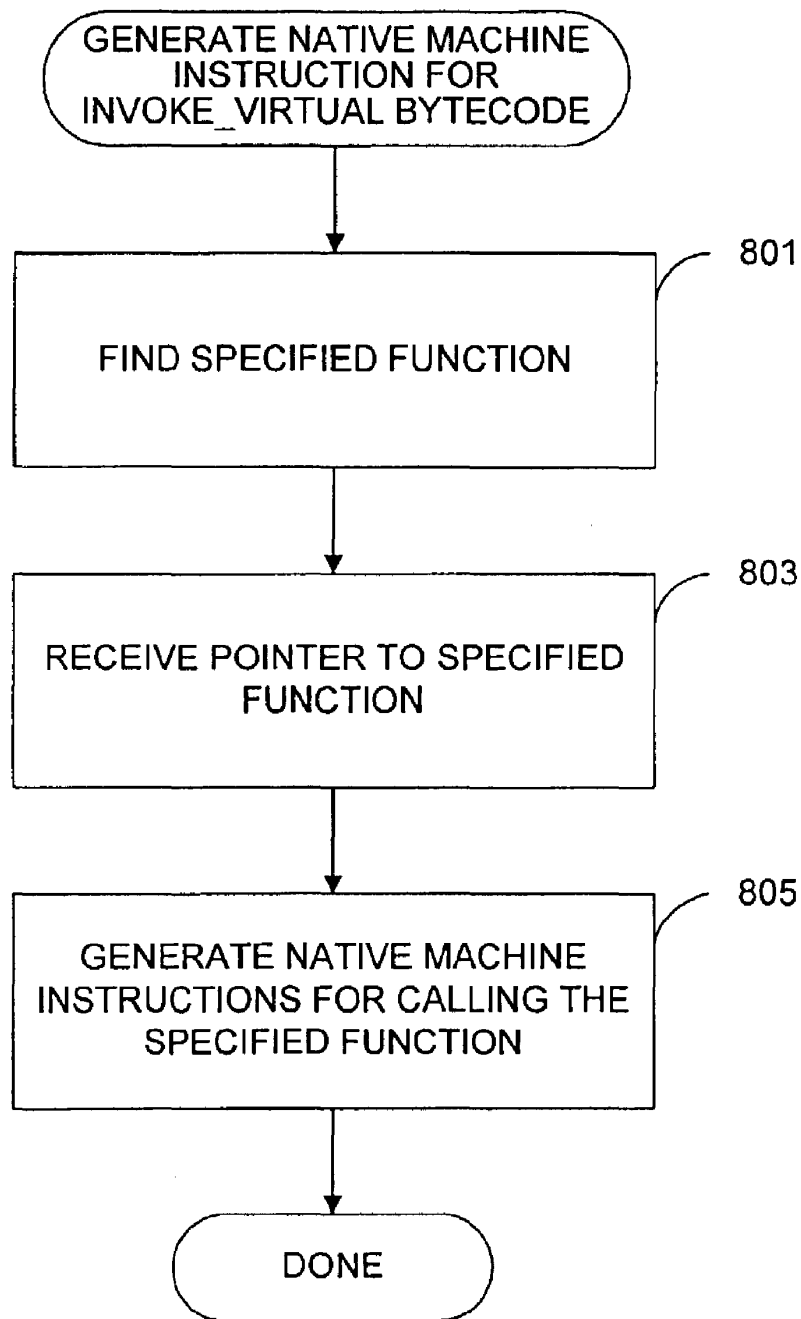 GENERATE NATIVE MACHINE
INSTRUCTION FOR
INVOKE_VIRTUAL BYTECODE
801
FIND SPECIFIED FUNCTION
803
RECEIVE POINTER TO SPECIFIED
FUNCTION
805
GENERATE NATIVE MACHINE
INSTRUCTIONS FOR CALLING THE
SPECIFIED FUNCTION
DONE